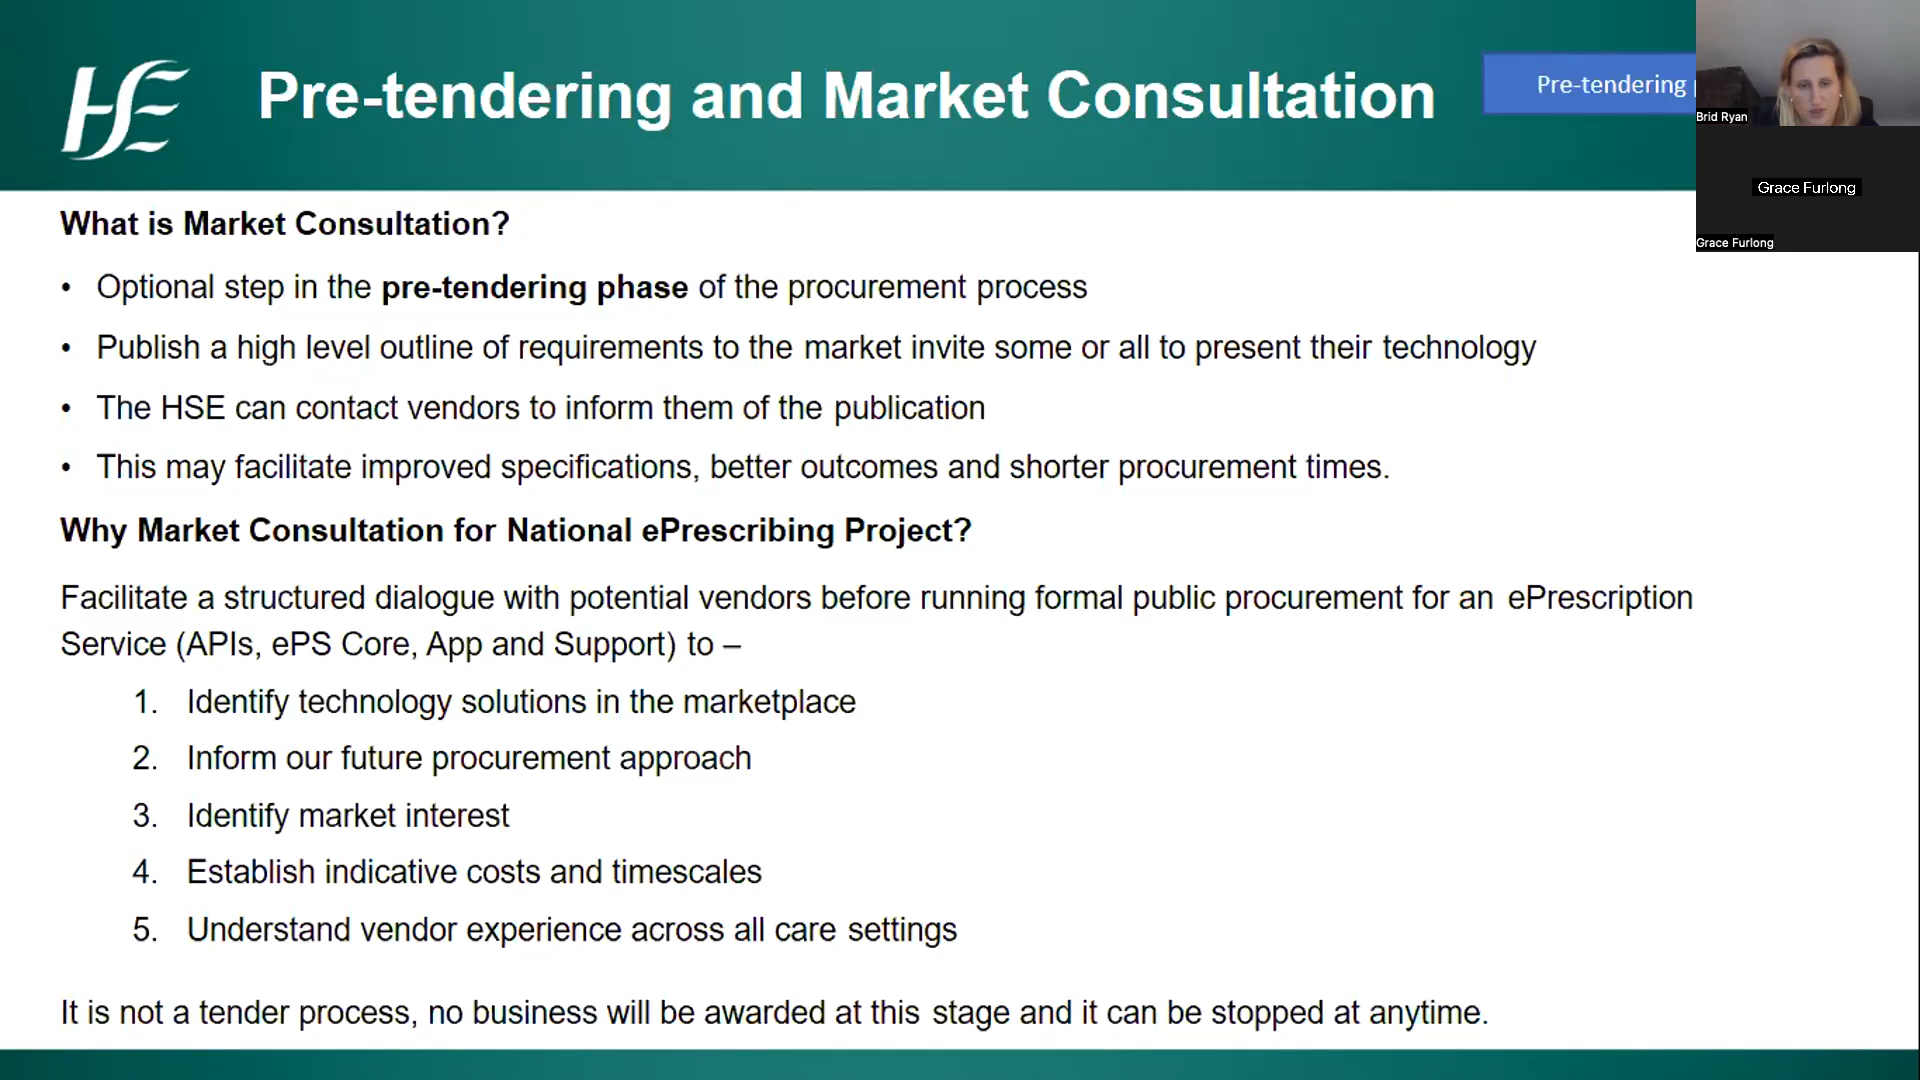 HSE
Pre-tendering and Market Consultation
Pre-tendering
Brid Ryan
Grace Furlong
Grace Furlong
What is Market Consultation?
• Optional step in the pre-tendering phase of the procurement process
• Publish a high level outline of requirements to the market invite some or all to present their technology
• The HSE can contact vendors to inform them of the publication
• This may facilitate improved specifications, better outcomes and shorter procurement times.
Why Market Consultation for National ePrescribing Project?
Facilitate a structured dialogue with potential vendors before running formal public procurement for an ePrescription
Service (APIs, ePS Core, App and Support) to –
1. Identify technology solutions in the marketplace
2. Inform our future procurement approach
3. Identify market interest
4. Establish indicative costs and timescales
5. Understand vendor experience across all care settings
It is not a tender process, no business will be awarded at this stage and it can be stopped at anytime.